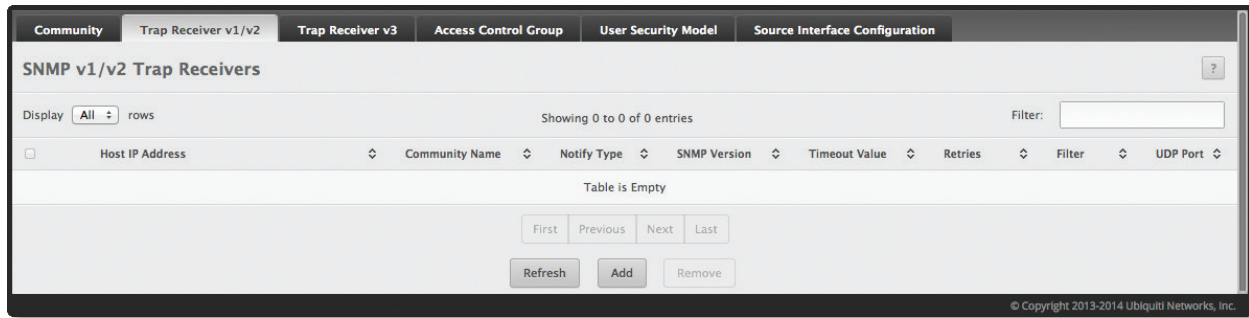 Community Trap Receiver v1/v2 Trap Receiver v3 Access Control Group User Security Model Source Interface Configuration
SNMP v1/v2 Trap Receivers ?
Display All rows Showing 0 to 0 of 0 entries Filter:
Host IP Address Community Name Notify Type SNMP Version Timeout Value Retries Filter UDP Port
Table is Empty
First Previous Next Last
Refresh Add Remove
© Copyright 2013-2014 Ubiquiti Networks, Inc.